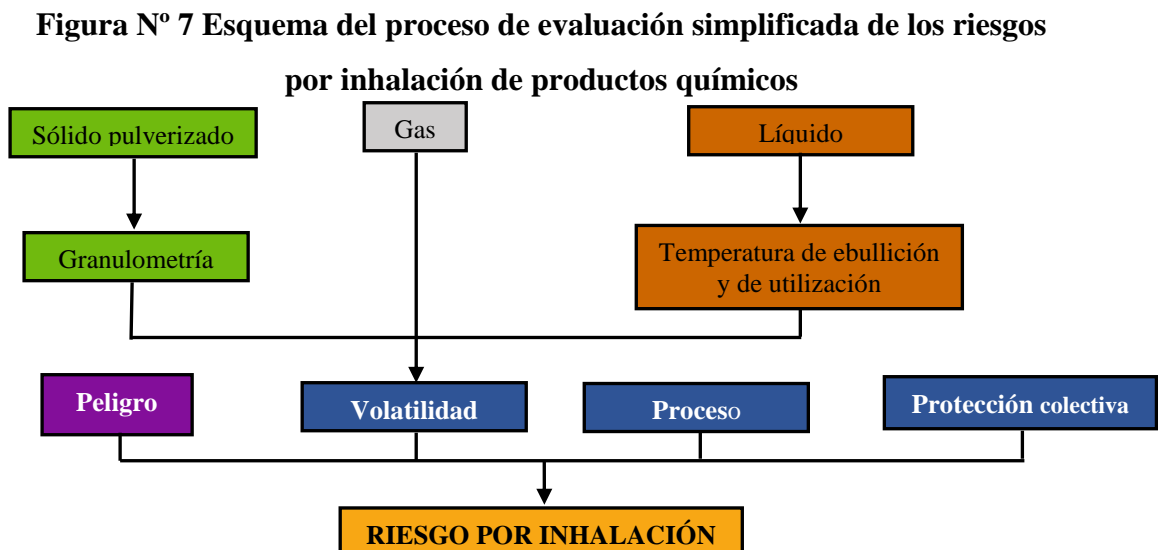 Figura Nº 7 Esquema del proceso de evaluación simplificada de los riesgos
por inhalación de productos químicos
Sólido pulverizado
Gas
Líquido
Granulometría
Temperatura de ebullición
y de utilización
Peligro
Volatilidad
Proceso
Protección colectiva
RIESGO POR INHALACIÓN